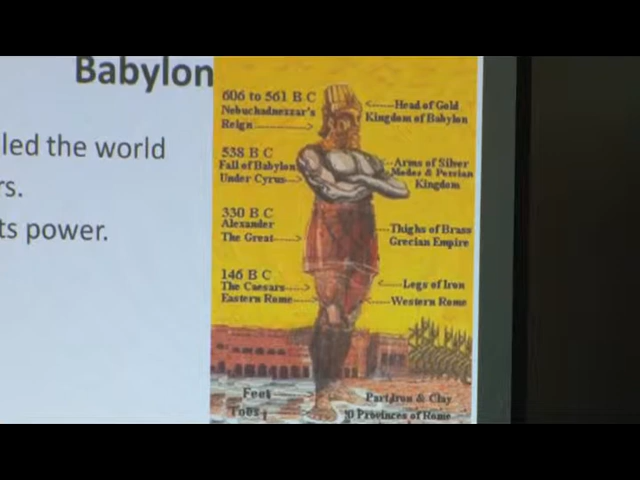 Babylon
led the world
rs.
ts power.
606 to 561 B C
Nebuchadnezzar's
Reign
Head of Gold
Kingdom of Babylon
538 B C
Fall of Babylon
Under Cyrus
Arms of Silver
Medes & Persian
Kingdom
330 B C
Alexander
The Great
Thighs of Brass
Grecian Empire
146 B C
The Caesars
Eastern Rome
Legs of Iron
Western Rome
Feet
Toes
Part Iron & Clay
10 Provinces of Rome